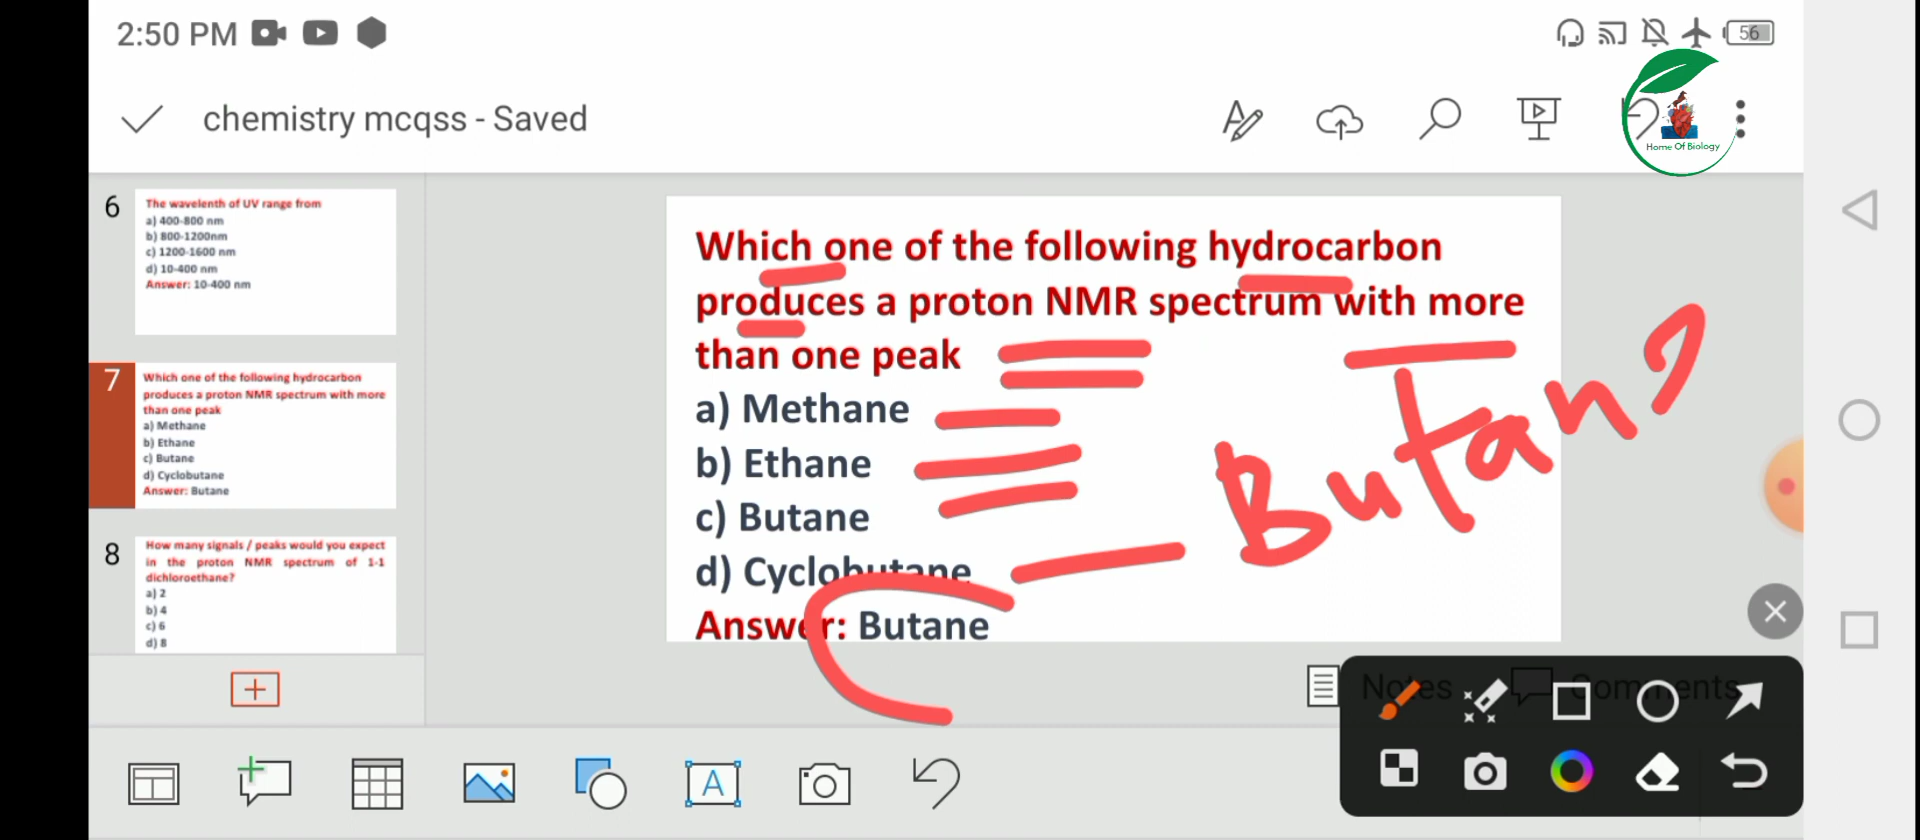 2:50 PM
56
chemistry mcqss - Saved
Home Of Biology
6
The wavelenth of UV range from
a) 400-800 nm
b) 800-1200nm
c) 1200-1600 nm
d) 10-400 nm
Answer: 10-400 nm
7
Which one of the following hydrocarbon
produces a proton NMR spectrum with more
than one peak
a) Methane
b) Ethane
c) Butane
d) Cyclobutane
Answer: Butane
8
How many signals / peaks would you expect
in the proton NMR spectrum of 1-1
dichloroethane?
a) 2
b) 4
c) 6
d) 8
Which one of the following hydrocarbon
produces a proton NMR spectrum with more
than one peak
a) Methane
b) Ethane
c) Butane
d) Cyclobutane
Answer: Butane
Butan
Notes
Comments
A